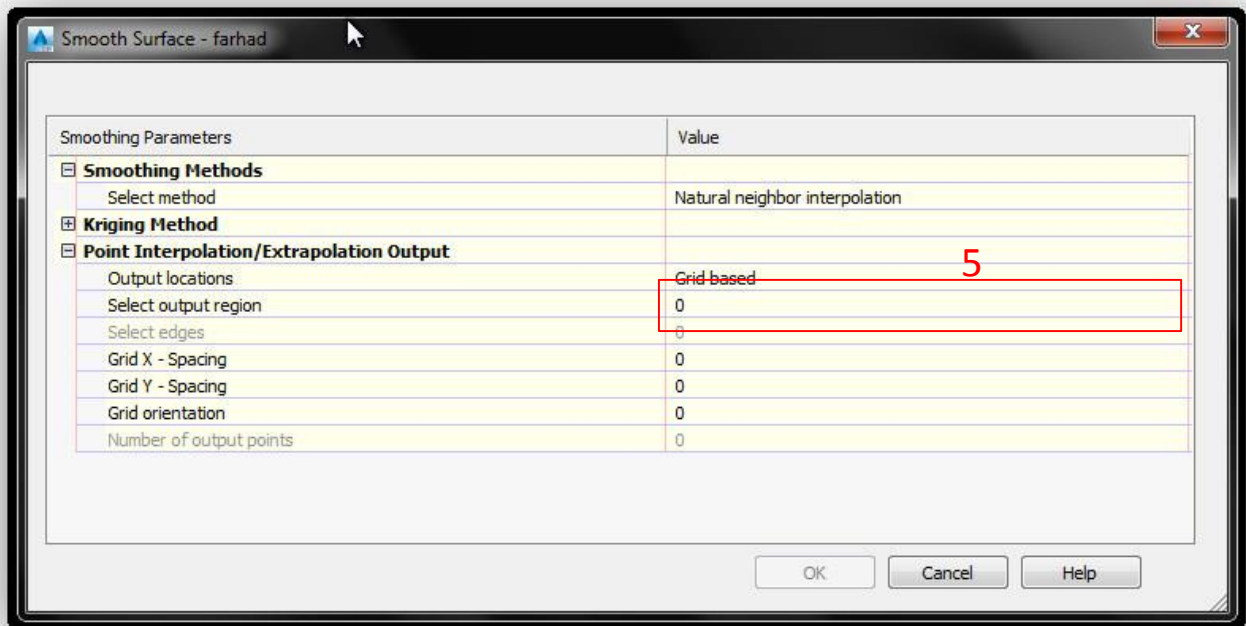 Smooth Surface - farhad
Smoothing Parameters Value
Smoothing Methods
Select method Natural neighbor interpolation
Kriging Method
Point Interpolation/Extrapolation Output
5
Output locations Grid based
Select output region 0
Select edges 0
Grid X - Spacing 0
Grid Y - Spacing 0
Grid orientation 0
Number of output points 0
OK Cancel Help